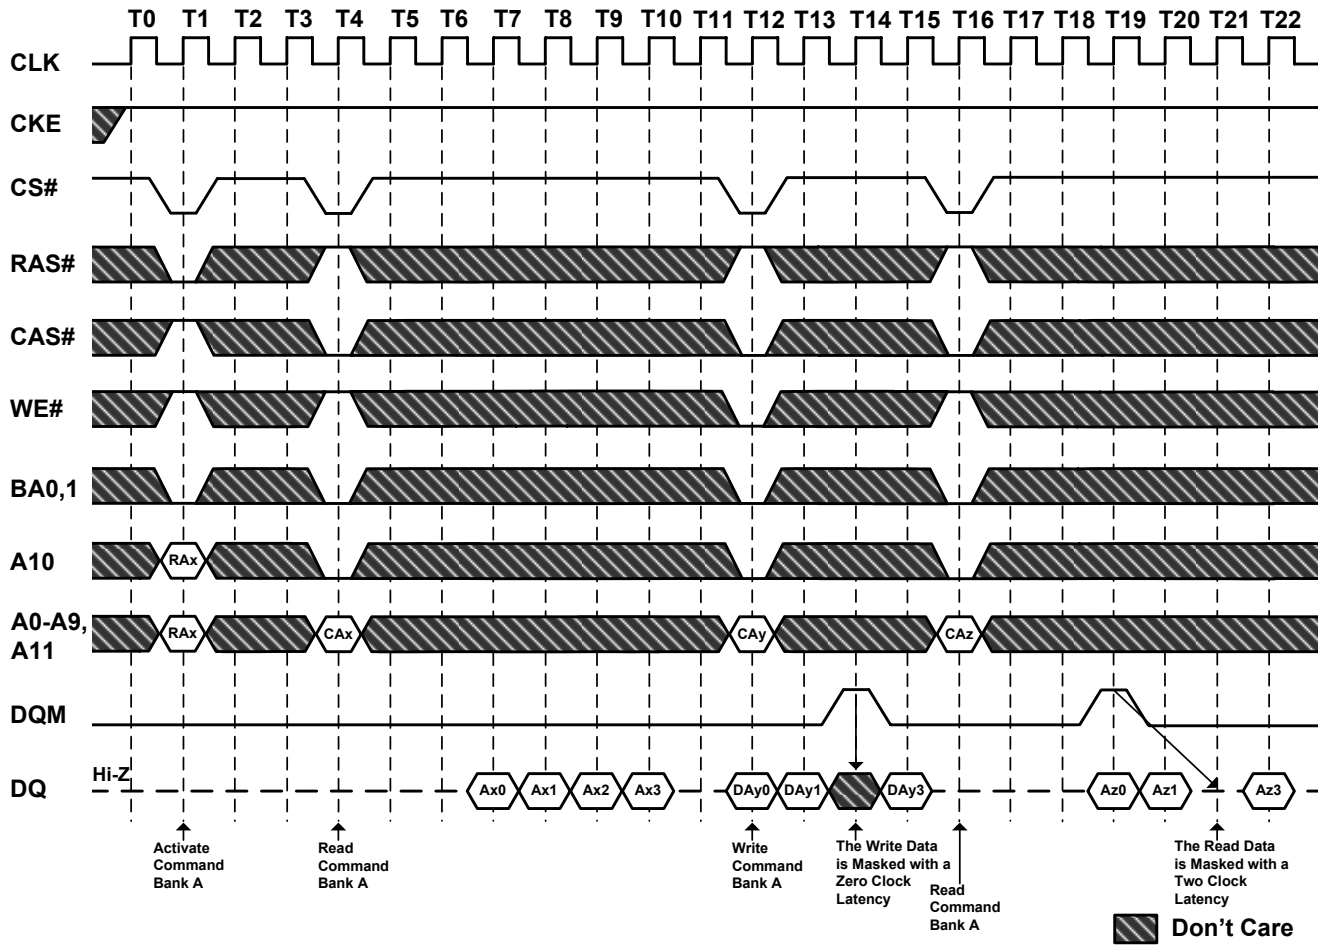 T0 T1 T2 T3 T4 T5 T6 T7 T8 T9 T10 T11 T12 T13 T14 T15 T16 T17 T18 T19 T20 T21 T22
CLK
CKE
CS#
RAS#
CAS#
WE#
BA0,1
A10
RAx
A0-A9,
A11
RAx CAx CAy CAz
DQM
DQ
Hi-Z
Ax0 Ax1 Ax2 Ax3 DAy0 DAy1 DAy3 Az0 Az1 Az3
Activate
Command
Bank A
Read
Command
Bank A
Write
Command
Bank A
The Write Data
is Masked with a
Zero Clock
Latency
Read
Command
Bank A
The Read Data
is Masked with a
Two Clock
Latency
Don't Care